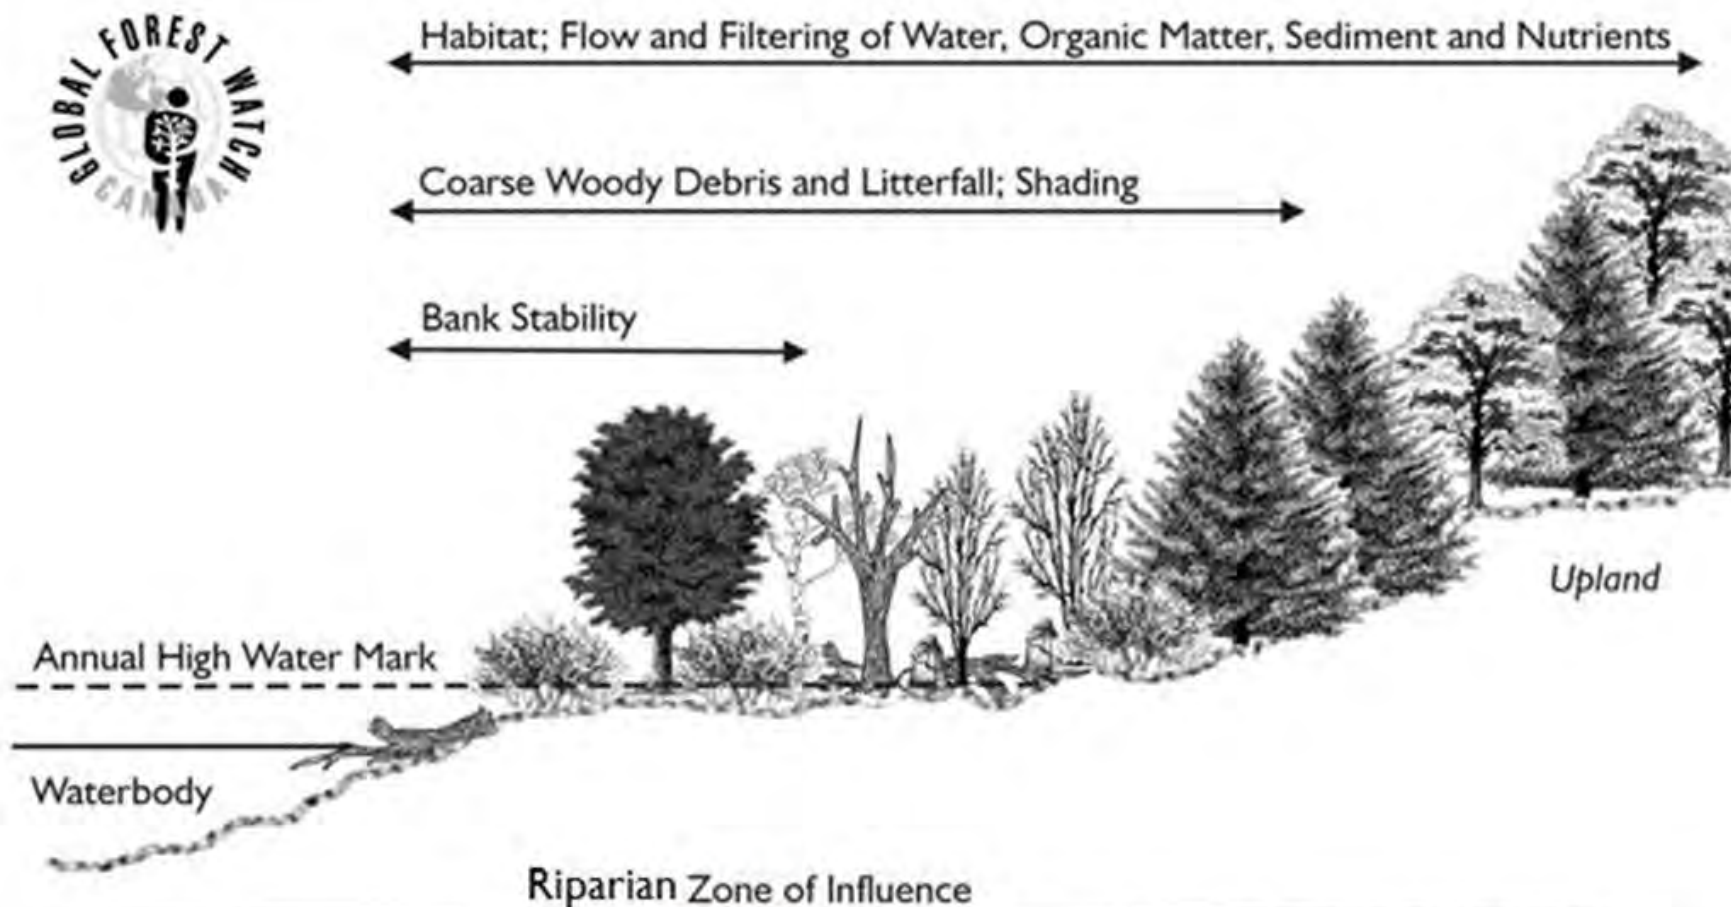 GLOBAL FOREST WATCH
CANADA
Habitat; Flow and Filtering of Water, Organic Matter, Sediment and Nutrients
Coarse Woody Debris and Litterfall; Shading
Bank Stability
Upland
Annual High Water Mark
Waterbody
Riparian Zone of Influence